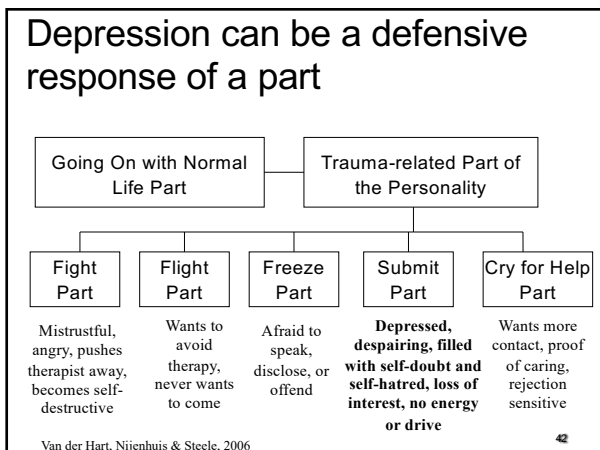 Depression can be a defensive
response of a part
Going On with Normal
Life Part
Trauma-related Part of
the Personality
Fight
Part
Flight
Part
Freeze
Part
Submit
Part
Cry for Help
Part
Mistrustful,
angry, pushes
therapist away,
becomes self-
destructive
Wants to
avoid
therapy,
never wants
to come
Afraid to
speak,
disclose, or
offend
Depressed,
despairing, filled
with self-doubt and
self-hatred, loss of
interest, no energy
or drive
Wants more
contact, proof
of caring,
rejection
sensitive
Van der Hart, Nijenhuis & Steele, 2006
42